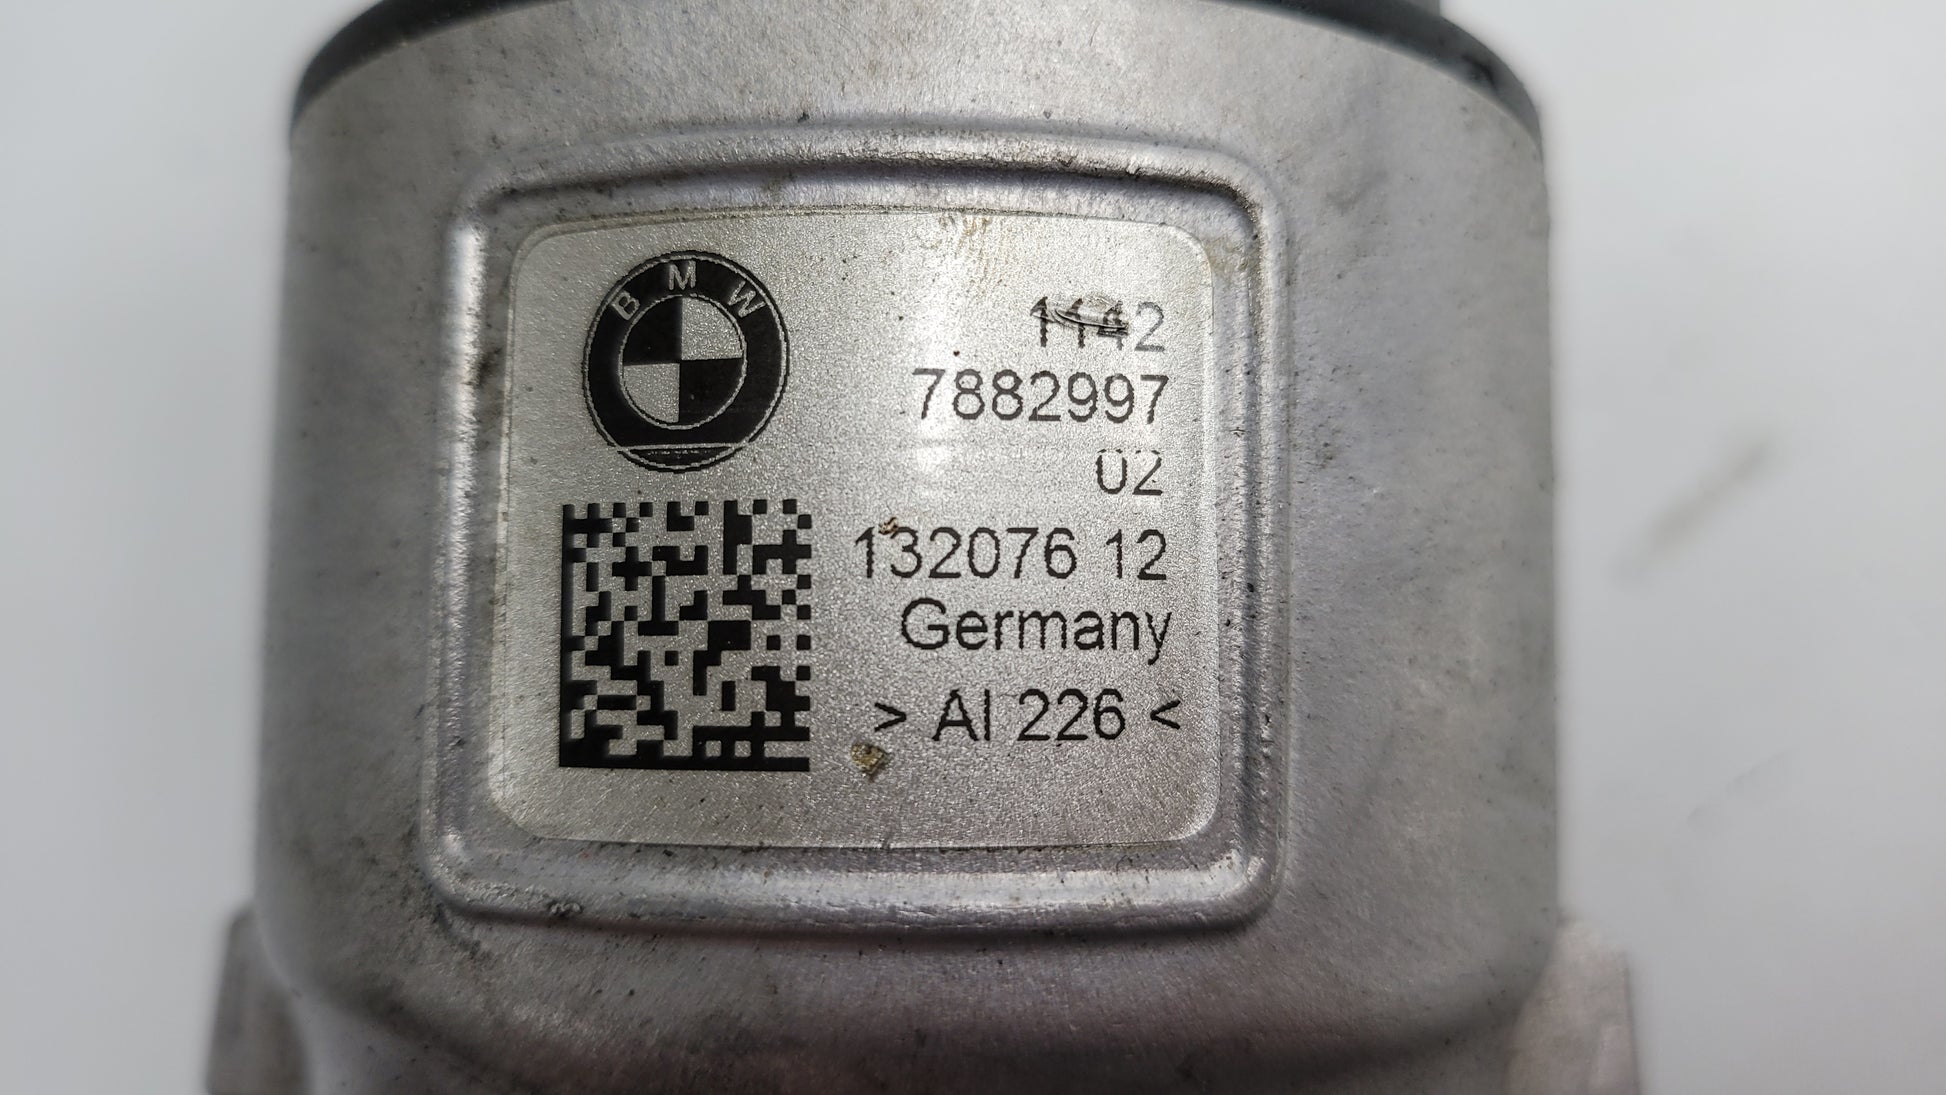 BMW
1142
7882997
02
132076 12
Germany
> Al 226 <